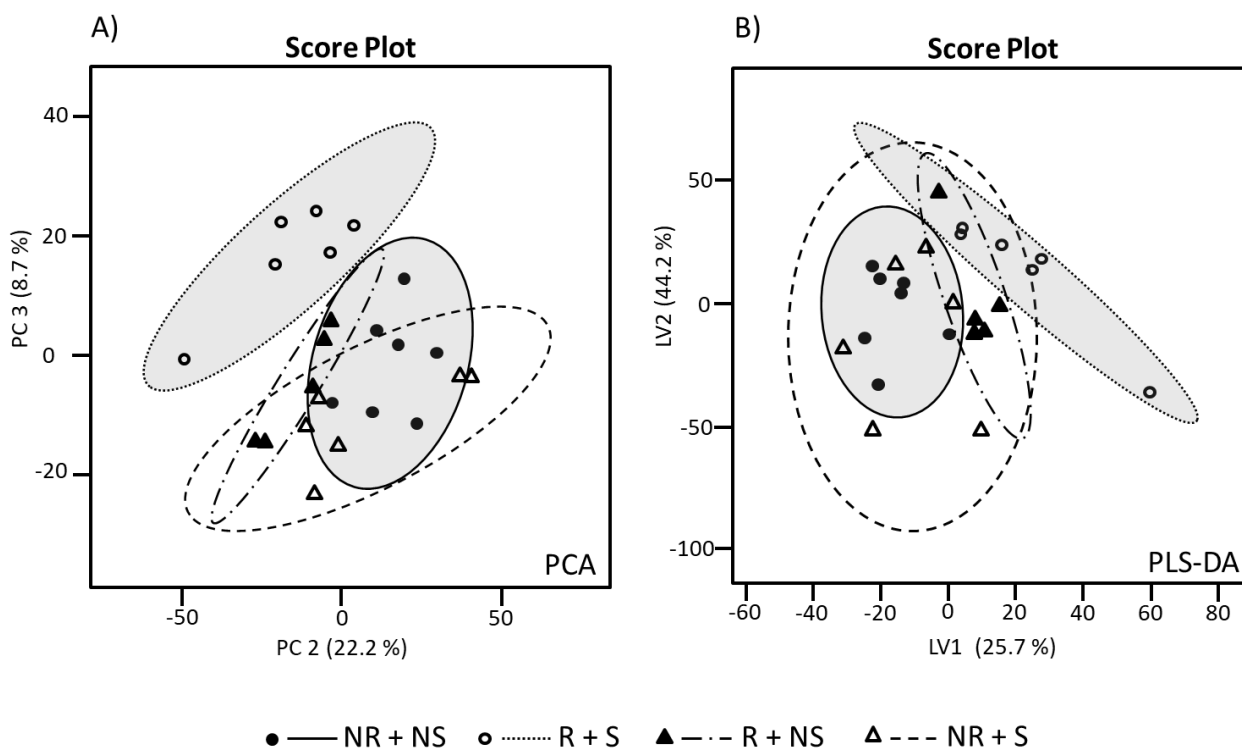 A)
Score Plot
40
20
0
-20
PC 3 (8.7 %)
PCA
-50
0
50
PC 2 (22.2 %)
B)
Score Plot
50
0
-50
-100
LV2 (44.2 %)
PLS-DA
-60
-40
-20
0
20
40
60
80
LV1 (25.7 %)
NR + NS
R + S
R + NS
NR + S